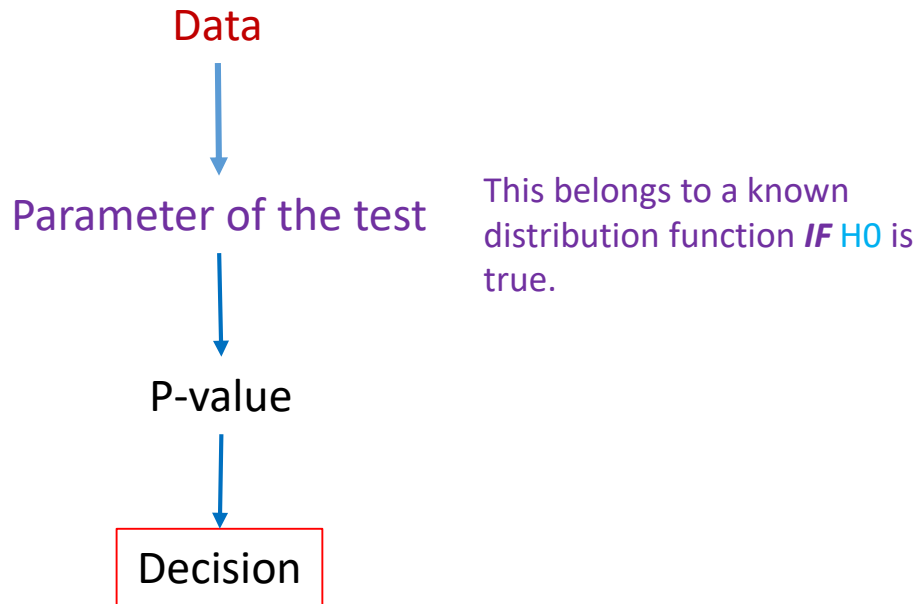 Data
Parameter of the test
This belongs to a known
distribution function IF H0 is
true.
P-value
Decision